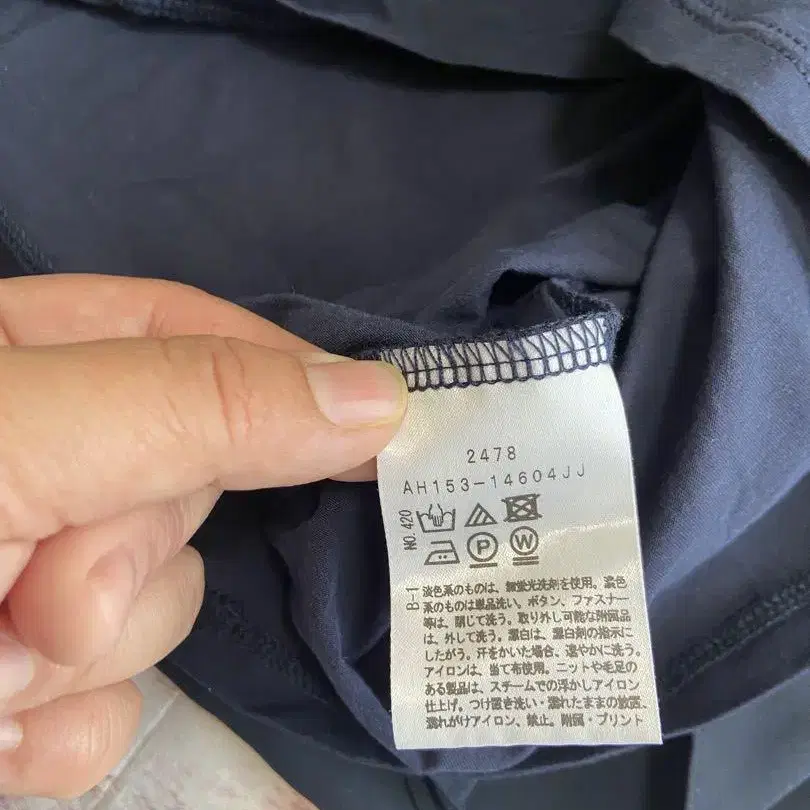 2478
AH153-14604JJ
NO.420
P W
B-1
淡色系のものは、無蛍光洗剤を使用。濃色
系のものは単品洗い。ボタン、ファスナー
等は、閉じて洗う。取り外し可能な附図品
は、外して洗う。漂白は、漂白剤の指示に
したがう。汗をかいた場合、速やかに洗う。
アイロンは、当て布使用。ニットや毛足の
ある製品は、スチームでの浮かしアイロン
仕上げ。つけ置き洗い・濡れたままの放置、
濡れがけアイロン、禁止。附図・プリント